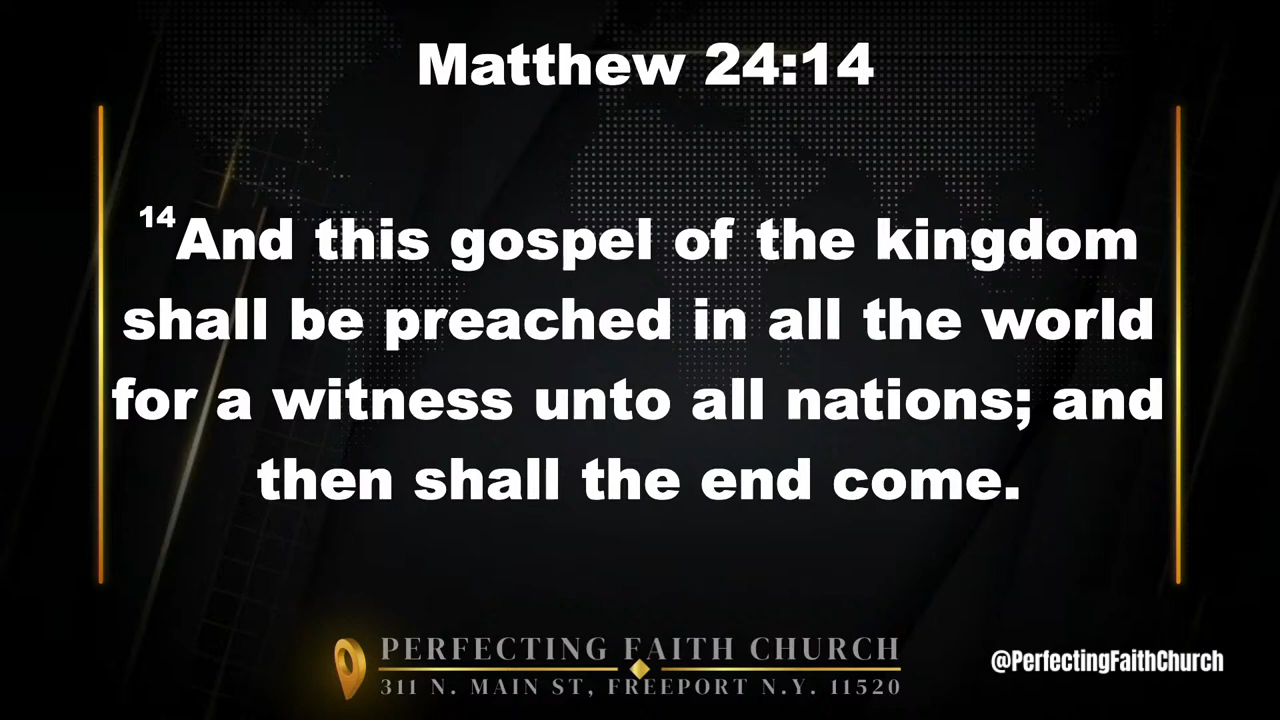 Matthew 24:14
14And this gospel of the kingdom
shall be preached in all the world
for a witness unto all nations; and
then shall the end come.
PERFECTING FAITH CHURCH
311 N. MAIN ST, FREEPORT N.Y. 11520
@PerfectingFaithChurch